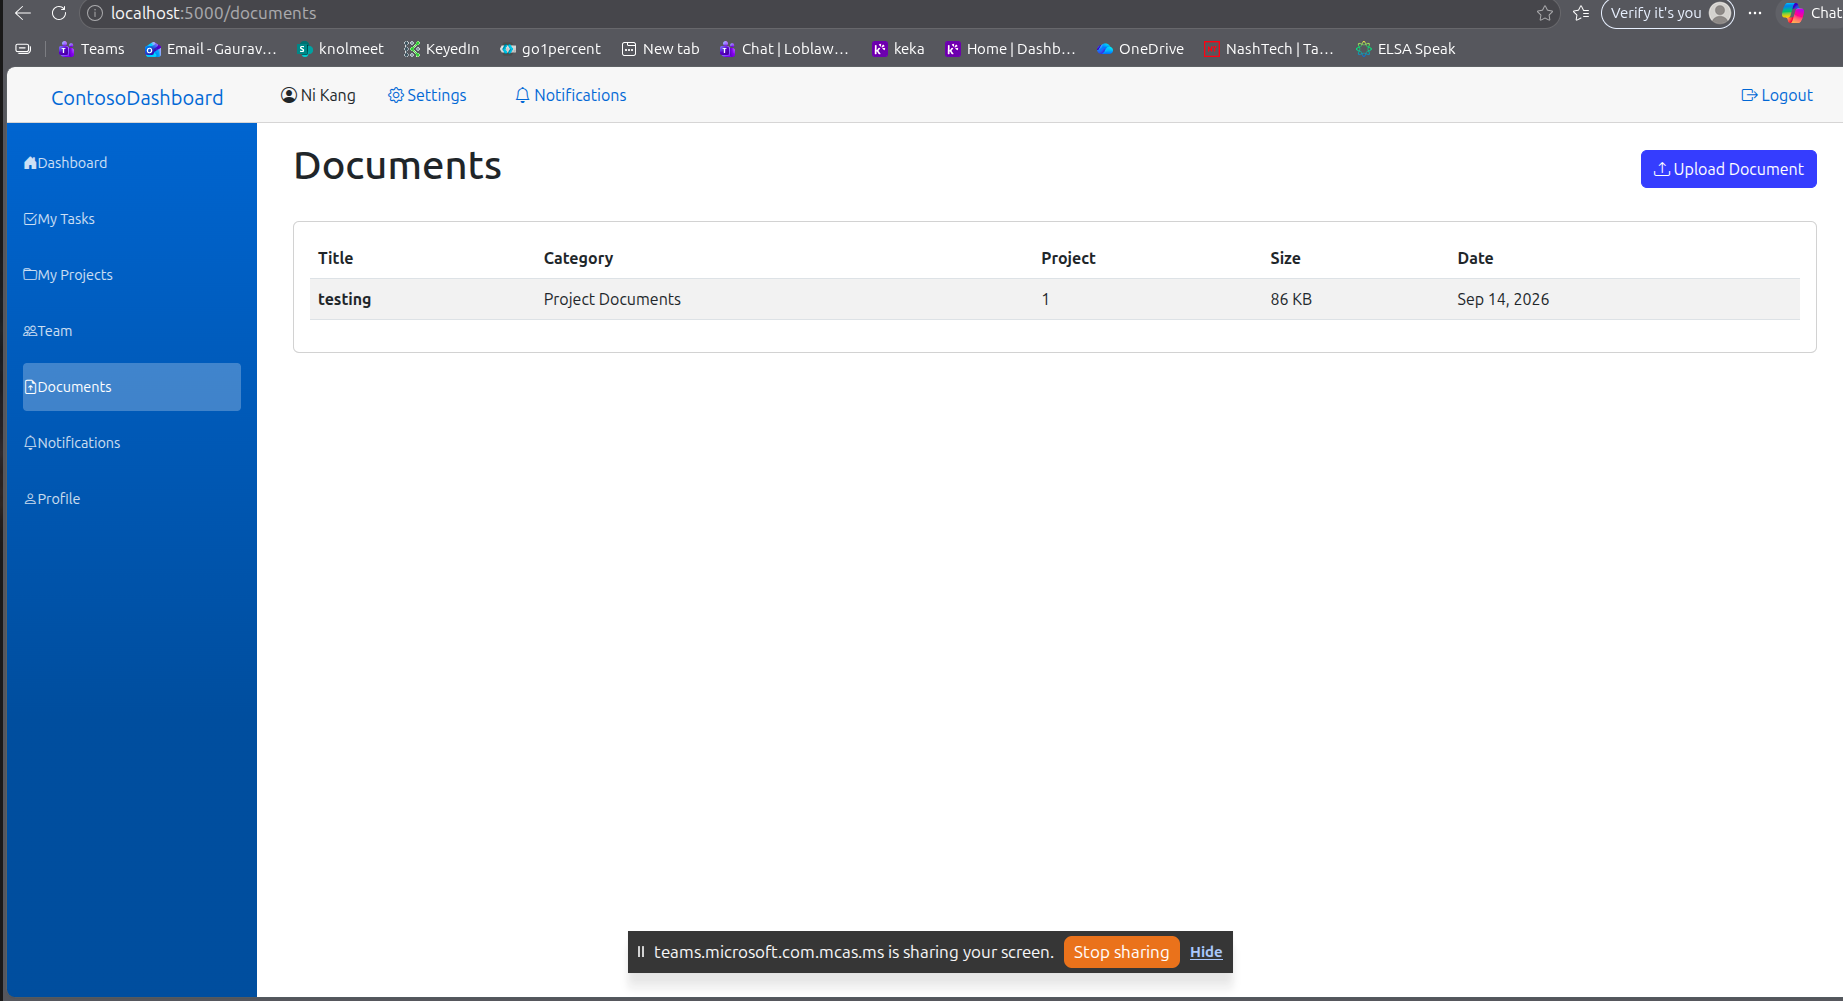 localhost:5000/documents
Verify it's you
Chat
Teams
Email - Gaurav...
knolmeet
KeyedIn
go1percent
New tab
Chat | Loblaw...
keka
Home | Dashb...
OneDrive
NashTech | Ta...
ELSA Speak
ContosoDashboard
Ni Kang
Settings
Notifications
Logout
Dashboard
My Tasks
My Projects
Team
Documents
Notifications
Profile
Documents
Upload Document
Title Category Project Size Date
testing Project Documents 1 86 KB Sep 14, 2026
teams.microsoft.com.mcas.ms is sharing your screen. Stop sharing Hide